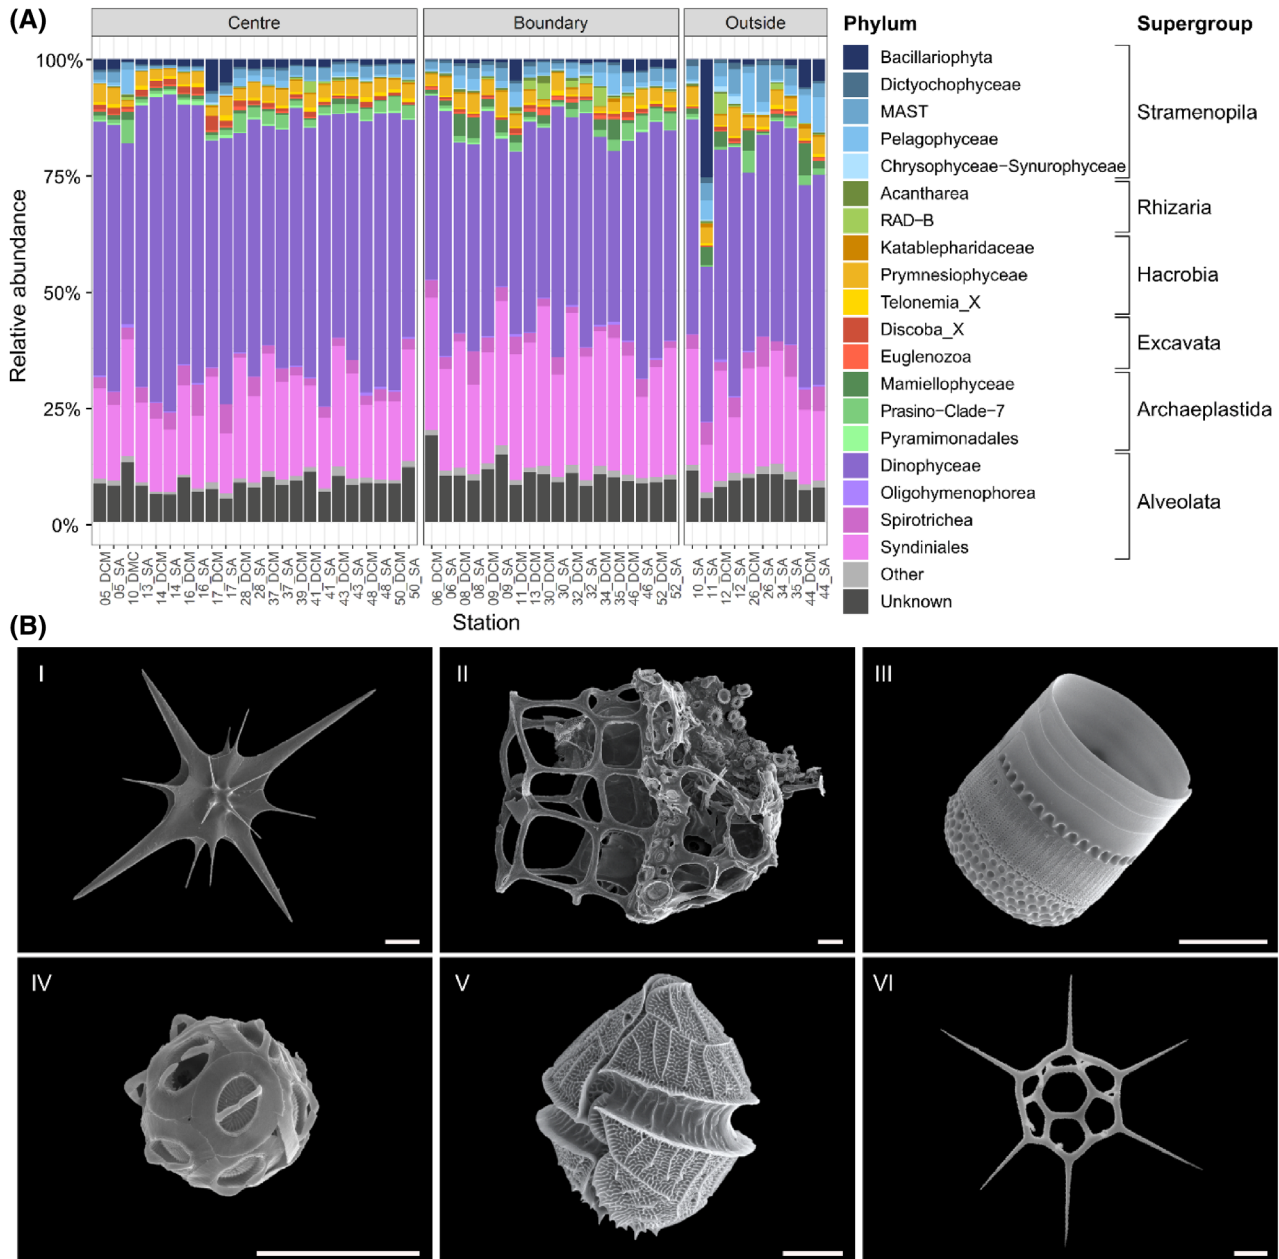 (A)
Centre
Boundary
Outside
Relative abundance
100%
75%
50%
25%
0%
05_DCM
05_SA
10_DMC
13_SA
14_DCM
14_SA
16_DCM
16_SA
17_DCM
17_SA
28_DCM
28_SA
37_DCM
37_SA
39_DCM
41_DCM
41_SA
43_DCM
43_SA
48_DCM
48_SA
50_DCM
50_SA
06_DCM
06_SA
08_DCM
08_SA
09_DCM
09_SA
11_DCM
13_DCM
30_DCM
30_SA
32_DCM
32_SA
34_DCM
35_DCM
46_DCM
46_SA
52_DCM
52_SA
10_SA
11_SA
12_DCM
12_SA
26_DCM
26_SA
34_SA
35_SA
44_DCM
44_SA
Station
Phylum
Supergroup
Bacillariophyta
Dictyochophyceae
MAST
Pelagophyceae
Chrysophyceae-Synurophyceae
Stramenopila
Acantharea
RAD-B
Rhizaria
Katablepharidaceae
Prymnesiophyceae
Telonemia_X
Hacrobia
Discoba_X
Euglenozoa
Excavata
Mamiellophyceae
Prasino-Clade-7
Pyramimonadales
Archaeplastida
Dinophyceae
Oligohymenophorea
Spirotrichea
Syndiniales
Alveolata
Other
Unknown
(B)
I
II
III
IV
V
VI